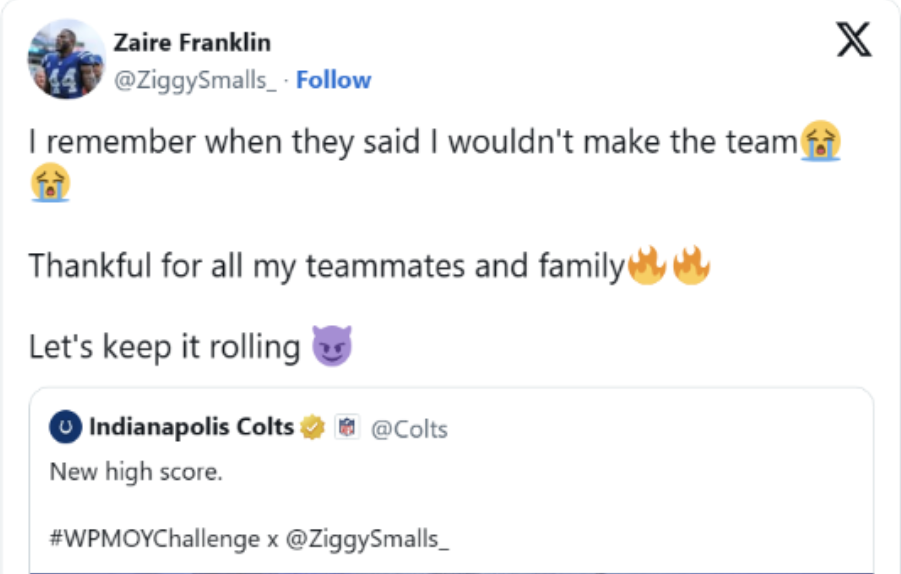 Zaire Franklin
@ZiggySmalls_ · Follow
I remember when they said I wouldn't make the team😭
😭
Thankful for all my teammates and family🔥🔥
Let's keep it rolling 😈
Indianapolis Colts @Colts
New high score.
#WPMOYChallenge x @ZiggySmalls_